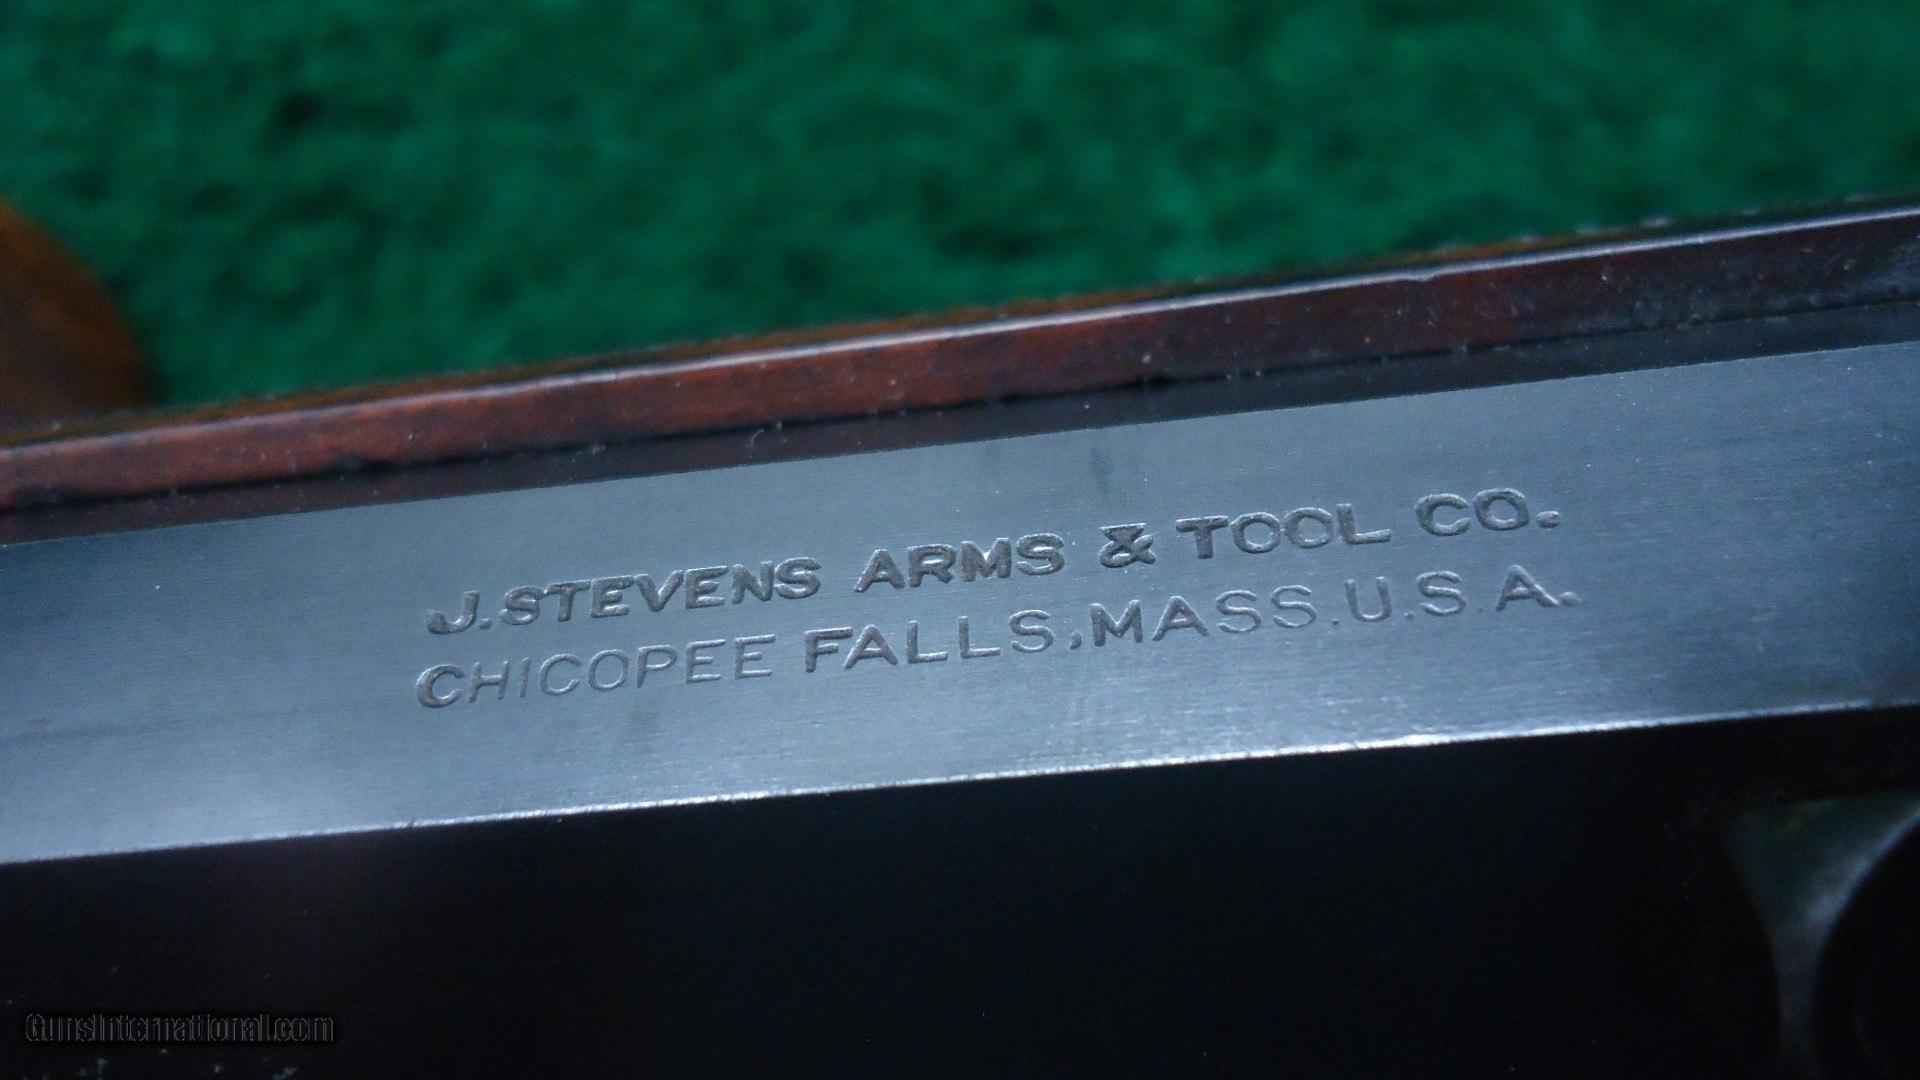 J. STEVENS ARMS & TOOL CO.
CHICOPEE FALLS, MASS. U.S.A.
GunsInternational.com